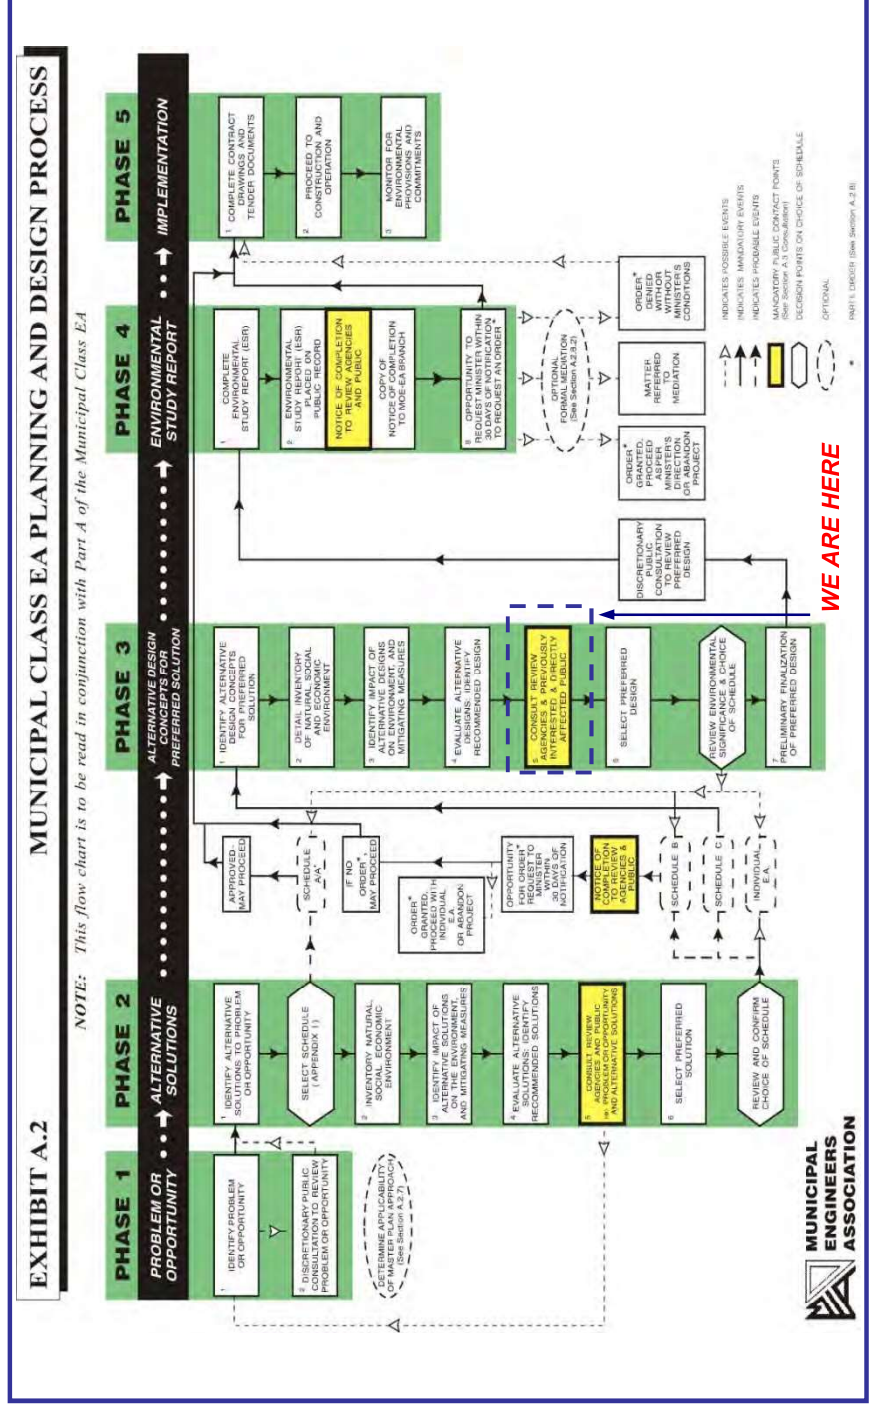 EXHIBIT A.2
MUNICIPAL CLASS EA PLANNING AND DESIGN PROCESS
NOTE: This flow chart is to be read in conjunction with Part A of the Municipal Class EA
PHASE 1
PROBLEM OR
OPPORTUNITY
1 IDENTIFY PROBLEM
OR OPPORTUNITY
2 DISCRETIONARY PUBLIC
CONSULTATION TO REVIEW
PROBLEM OR OPPORTUNITY
DETERMINE APPLICABILITY
OF MASTER PLAN APPROACH
(See Section A.2.7)
PHASE 2
ALTERNATIVE
SOLUTIONS
1 IDENTIFY ALTERNATIVE
SOLUTIONS TO PROBLEM
OR OPPORTUNITY
SELECT SCHEDULE
( APPENDIX I )
2 INVENTORY NATURAL,
SOCIAL ECONOMIC
ENVIRONMENT
3 IDENTIFY IMPACT OF
ALTERNATIVE SOLUTIONS
ON THE ENVIRONMENT,
AND MITIGATING MEASURES
4 EVALUATE ALTERNATIVE
SOLUTIONS: IDENTIFY
RECOMMENDED SOLUTIONS
5 CONSULT REVIEW
AGENCIES AND PUBLIC
re: PROBLEM OR OPPORTUNITY
AND ALTERNATIVE SOLUTIONS
6 SELECT PREFERRED
SOLUTION
REVIEW AND CONFIRM
CHOICE OF SCHEDULE
APPROVED-
MAY PROCEED
SCHEDULE
A/A+
IF NO
ORDER*,
MAY PROCEED
ORDER*
GRANTED,
PROCEED WITH
INDIVIDUAL
E.A.
OR ABANDON
PROJECT
OPPORTUNITY
FOR ORDER*
REQUEST TO
MINISTER
WITHIN
30 DAYS OF
NOTIFICATION
NOTICE OF
COMPLETION
TO REVIEW
AGENCIES &
PUBLIC
SCHEDULE B
SCHEDULE C
INDIVIDUAL
E.A.
PHASE 3
ALTERNATIVE DESIGN
CONCEPTS FOR
PREFERRED SOLUTION
1 IDENTIFY ALTERNATIVE
DESIGN CONCEPTS
FOR PREFERRED
SOLUTION
2 DETAIL INVENTORY
OF NATURAL, SOCIAL
AND ECONOMIC
ENVIRONMENT
3 IDENTIFY IMPACT OF
ALTERNATIVE DESIGNS
ON ENVIRONMENT, AND
MITIGATING MEASURES
4 EVALUATE ALTERNATIVE
DESIGNS: IDENTIFY
RECOMMENDED DESIGN
5 CONSULT REVIEW
AGENCIES & PREVIOUSLY
INTERESTED & DIRECTLY
AFFECTED PUBLIC
6 SELECT PREFERRED
DESIGN
REVIEW ENVIRONMENTAL
SIGNIFICANCE & CHOICE
OF SCHEDULE
7 PRELIMINARY FINALIZATION
OF PREFERRED DESIGN
DISCRETIONARY
PUBLIC
CONSULTATION
TO REVIEW
PREFERRED
DESIGN
WE ARE HERE
PHASE 4
ENVIRONMENTAL
STUDY REPORT
1 COMPLETE
ENVIRONMENTAL
STUDY REPORT (ESR)
2 ENVIRONMENTAL
STUDY REPORT (ESR)
PLACED ON
PUBLIC RECORD
NOTICE OF COMPLETION
TO REVIEW AGENCIES
AND PUBLIC
COPY OF
NOTICE OF COMPLETION
TO MOE-EA BRANCH
OPPORTUNITY TO
REQUEST MINISTER WITHIN
30 DAYS OF NOTIFICATION
TO REQUEST AN ORDER*
OPTIONAL
FORMAL MEDIATION
(See Section A.2.8.2)
ORDER*
GRANTED,
PROCEED
AS PER
MINISTER'S
DIRECTION
OR ABANDON
PROJECT
MATTER
REFERRED
TO
MEDIATION
ORDER*
DENIED
WITH OR
WITHOUT
MINISTER'S
CONDITIONS
PHASE 5
IMPLEMENTATION
1 COMPLETE CONTRACT
DRAWINGS AND
TENDER DOCUMENTS
2 PROCEED TO
CONSTRUCTION AND
OPERATION
3 MONITOR FOR
ENVIRONMENTAL
PROVISIONS AND
COMMITMENTS
INDICATES POSSIBLE EVENTS
INDICATES MANDATORY EVENTS
INDICATES PROBABLE EVENTS
MANDATORY PUBLIC CONTACT POINTS
(See Section A.3 Consultation)
DECISION POINTS ON CHOICE OF SCHEDULE
OPTIONAL
* PART II ORDER (See Section A.2.8)
MUNICIPAL
ENGINEERS
ASSOCIATION